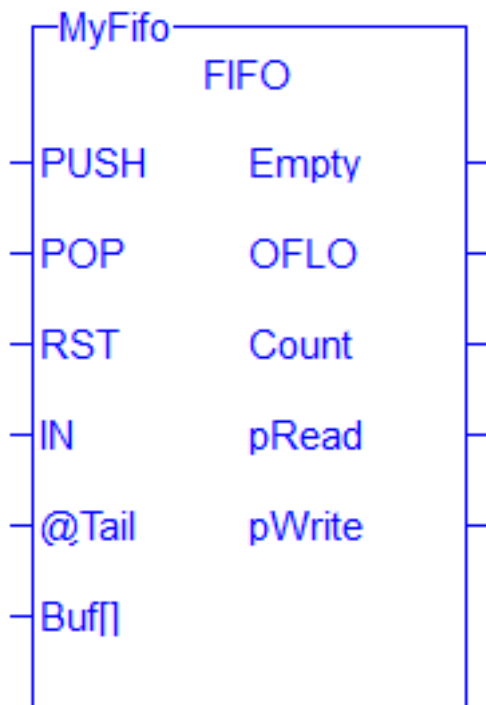 MyFifo
FIFO
PUSH Empty
POP OFLO
RST Count
IN pRead
@Tail pWrite
Buf[]